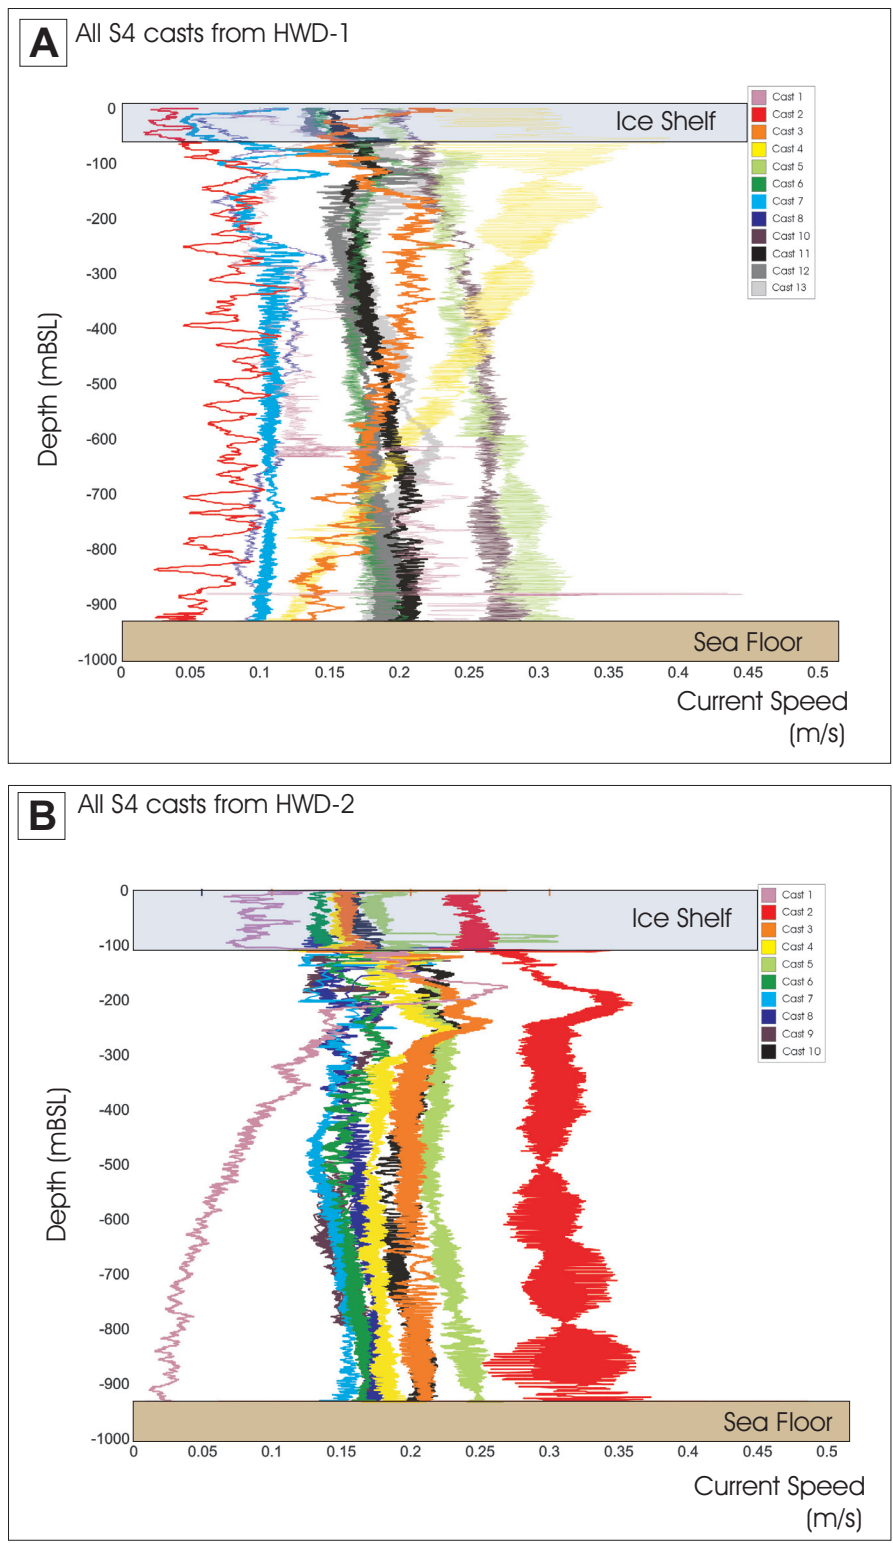 A
All S4 casts from HWD-1
Cast 1
Cast 2
Cast 3
Cast 4
Cast 5
Cast 6
Cast 7
Cast 8
Cast 10
Cast 11
Cast 12
Cast 13
Ice Shelf
0
-100
-200
-300
-400
-500
-600
-700
-800
-900
-1000
Depth (mBSL)
Sea Floor
0
0.05
0.1
0.15
0.2
0.25
0.3
0.35
0.4
0.45
0.5
Current Speed
(m/s)
B
All S4 casts from HWD-2
Cast 1
Cast 2
Cast 3
Cast 4
Cast 5
Cast 6
Cast 7
Cast 8
Cast 9
Cast 10
Ice Shelf
0
-100
-200
-300
-400
-500
-600
-700
-800
-900
-1000
Depth (mBSL)
Sea Floor
0
0.05
0.1
0.15
0.2
0.25
0.3
0.35
0.4
0.45
0.5
Current Speed
(m/s)